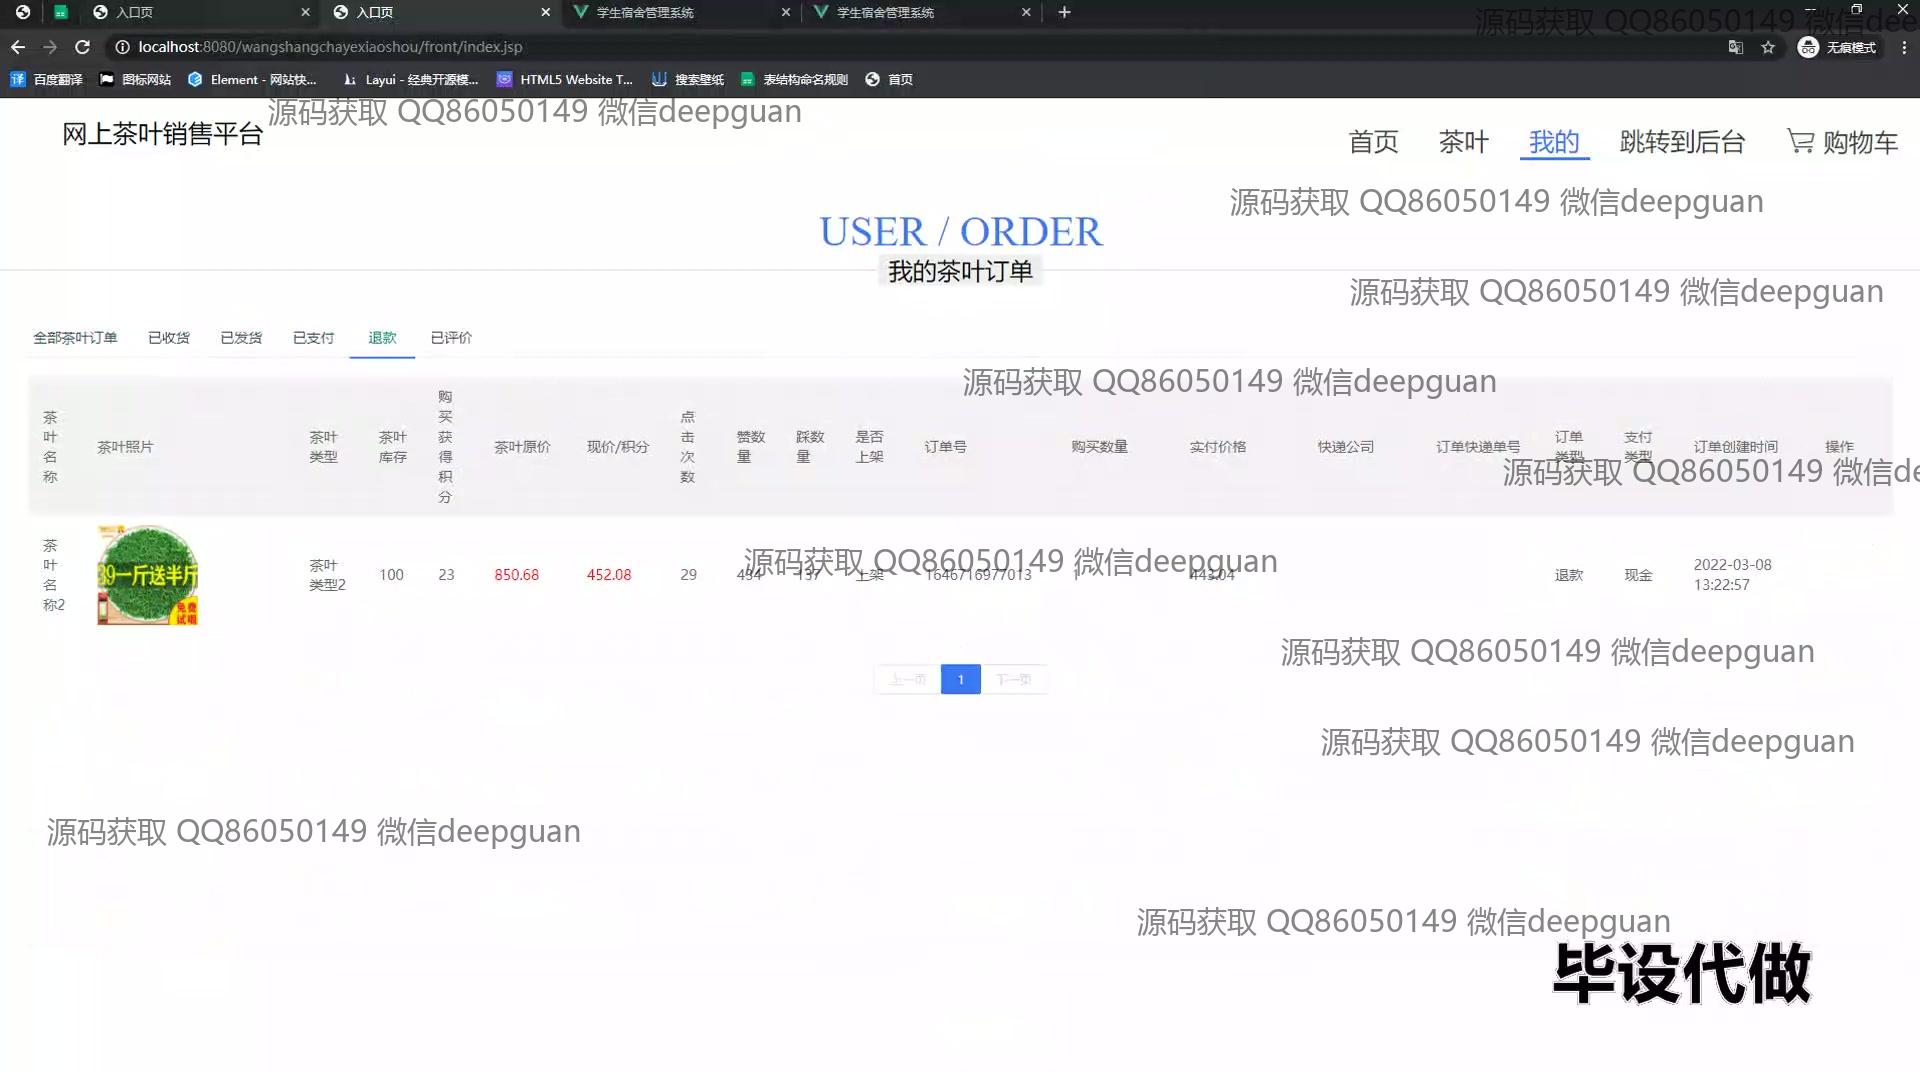 入口页
入口页
学生宿舍管理系统
学生宿舍管理系统
源码获取 QQ86050149 微信dee
localhost:8080/wangshangchayexiaoshou/front/index.jsp
无痕模式
百度翻译
图标网站
Element - 网站快...
Layui - 经典开源模...
HTML5 Website T...
搜索壁纸
表结构命名规则
首页
源码获取 QQ86050149 微信deepguan
网上茶叶销售平台
首页
茶叶
我的
跳转到后台
购物车
源码获取 QQ86050149 微信deepguan
USER / ORDER
我的茶叶订单
源码获取 QQ86050149 微信deepguan
全部茶叶订单
已收货
已发货
已支付
退款
已评价
源码获取 QQ86050149 微信deepguan
茶叶名称
茶叶照片
茶叶类型
茶叶库存
购买获得积分
茶叶原价
现价/积分
点击次数
赞数量
踩数量
是否上架
订单号
购买数量
实付价格
快递公司
订单快递单号
订单类型
支付类型
订单创建时间
操作
源码获取 QQ86050149 微信de
茶叶名称2
39一斤送半斤
免费试喝
茶叶类型2
100
23
850.68
452.08
29
434
137
上架
1646716977013
1
443.04
退款
现金
2022-03-08
13:22:57
源码获取 QQ86050149 微信deepguan
源码获取 QQ86050149 微信deepguan
上一页
1
下一页
源码获取 QQ86050149 微信deepguan
源码获取 QQ86050149 微信deepguan
源码获取 QQ86050149 微信deepguan
毕设代做